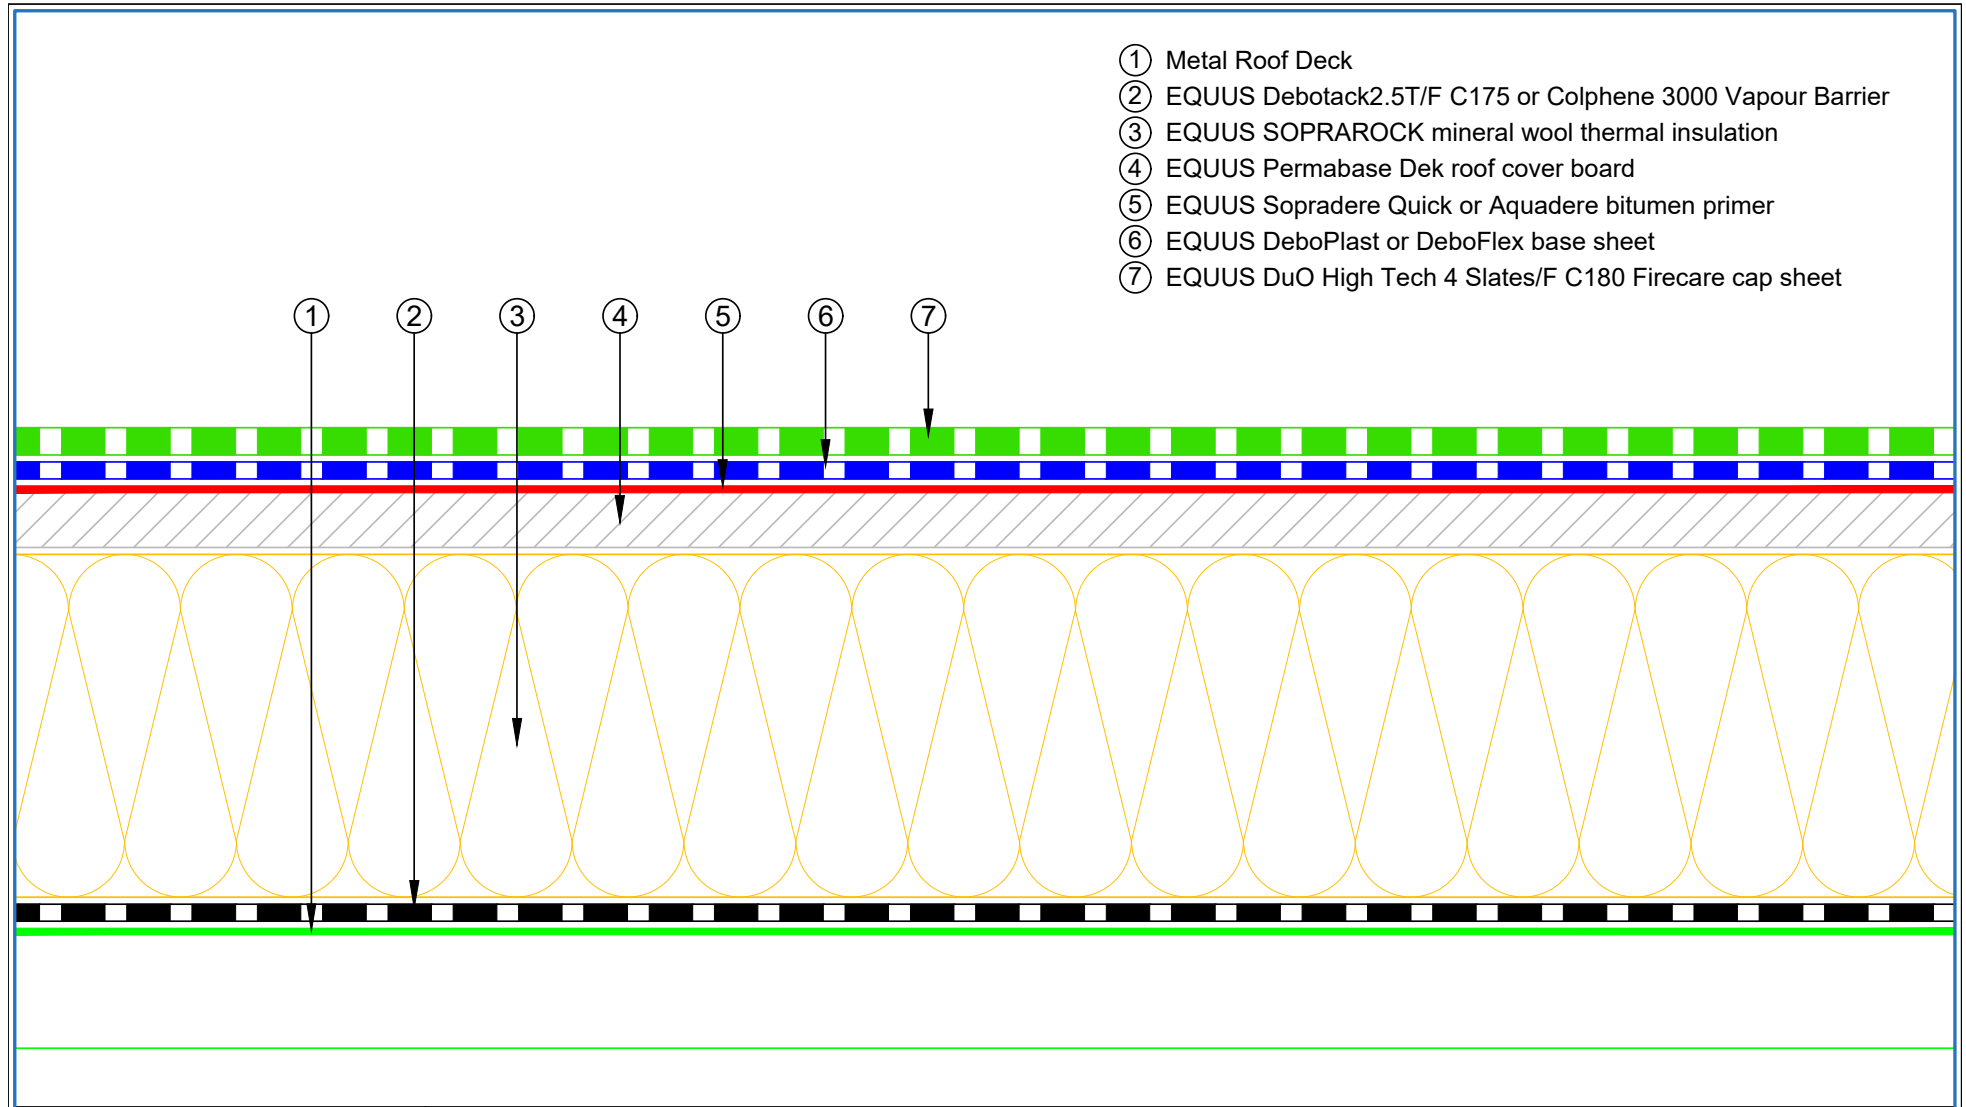 ① Metal Roof Deck
② EQUUS Debotack2.5T/F C175 or Colphene 3000 Vapour Barrier
③ EQUUS SOPRAROCK mineral wool thermal insulation
④ EQUUS Permabase Dek roof cover board
⑤ EQUUS Sopradere Quick or Aquadere bitumen primer
⑥ EQUUS DeboPlast or DeboFlex base sheet
⑦ EQUUS DuO High Tech 4 Slates/F C180 Firecare cap sheet
① ② ③ ④ ⑤ ⑥ ⑦